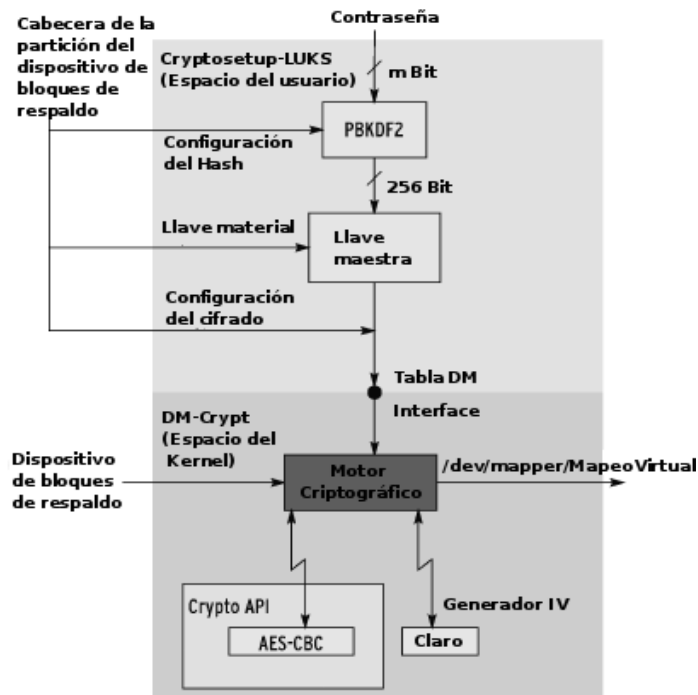 Contraseña
Cabecera de la
partición del
dispositivo de
bloques de
respaldo
Cryptosetup-LUKS
(Espacio del usuario)
m Bit
PBKDF2
Configuración
del Hash
256 Bit
Llave material
Llave
maestra
Configuración
del cifrado
Tabla DM
Interface
DM-Crypt
(Espacio del
Kernel)
Dispositivo
de bloques
de respaldo
Motor
Criptográfico
/dev/mapper/MapeoVirtual
Crypto API
AES-CBC
Generador IV
Claro